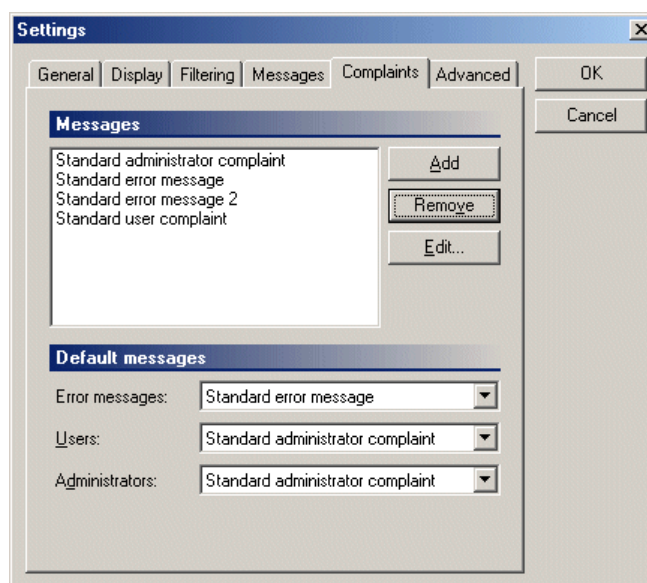 Settings
General Display Filtering Messages Complaints Advanced
OK
Cancel
Messages
Standard administrator complaint
Standard error message
Standard error message 2
Standard user complaint
Add
Remove
Edit...
Default messages
Error messages: Standard error message
Users: Standard administrator complaint
Administrators: Standard administrator complaint